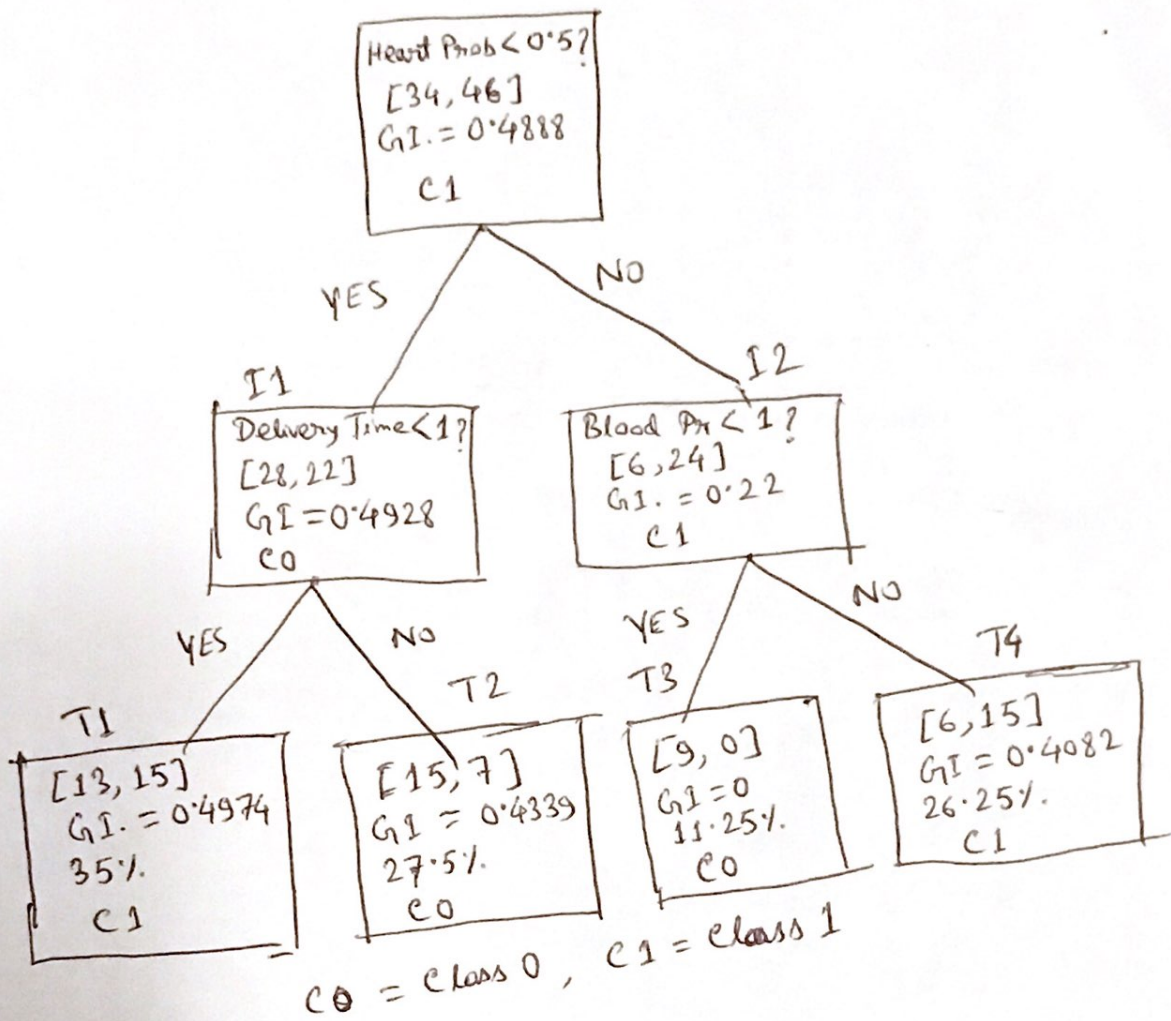 Heart Prob < 0.5?
[34, 46]
GI. = 0.4888
C1
YES
NO
I1
Delivery Time < 1?
[28, 22]
GI = 0.4928
C0
I2
Blood Pr < 1?
[6, 24]
GI. = 0.22
C1
YES
NO
YES
NO
T1
[13, 15]
GI. = 0.4974
35%.
C1
T2
[15, 7]
GI = 0.4339
27.5%.
C0
T3
[9, 0]
GI = 0
11.25%.
C0
T4
[6, 15]
GI = 0.4082
26.25%.
C1
C0 = Class 0, C1 = Class 1